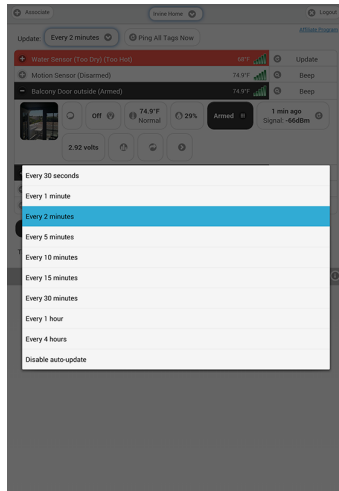 Associate
Irvine Home
Logout
Affiliate Program
Update: Every 2 minutes
Ping All Tags Now
Water Sensor (Too Dry) (Too Hot) 58°F Update
Motion Sensor (Disarmed) 74.9°F Beep
Balcony Door outside (Armed) 74.9°F Beep
Off
74.9°F
Normal
29%
Armed
1 min ago
Signal: -66dBm
2.92 volts
Every 30 seconds
Every 1 minute
Every 2 minutes
Every 5 minutes
Every 10 minutes
Every 15 minutes
Every 30 minutes
Every 1 hour
Every 4 hours
Disable auto-update